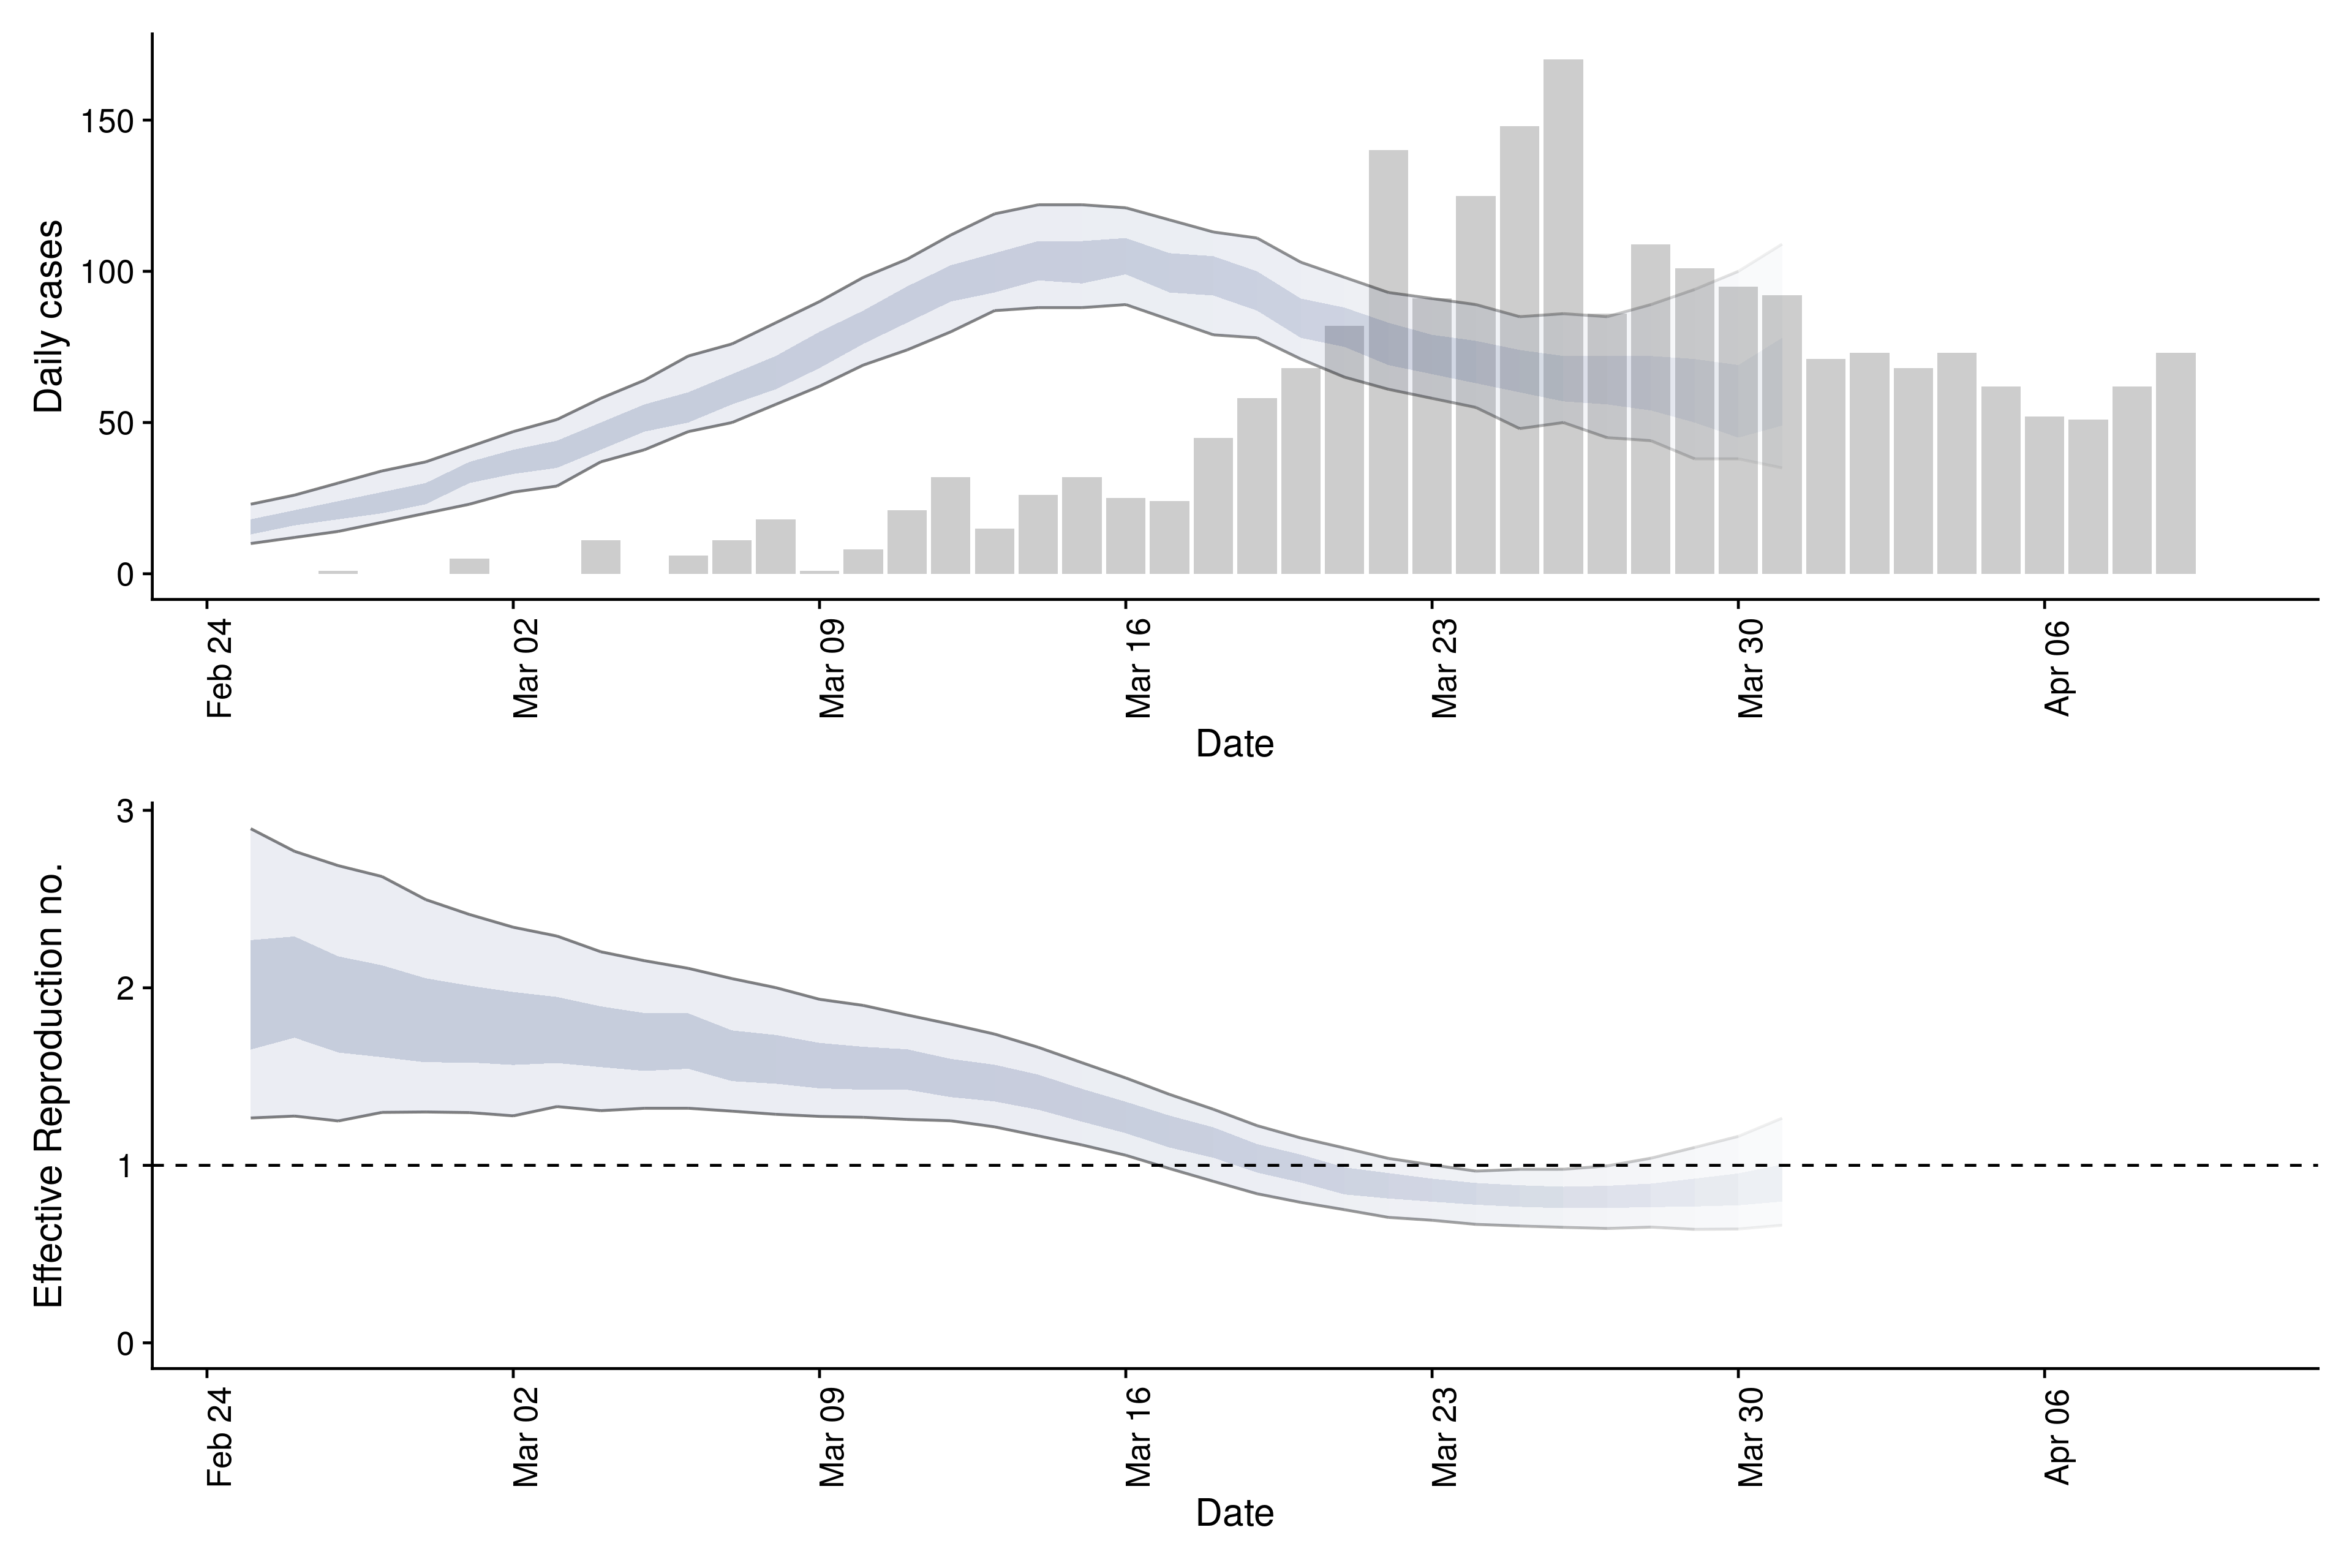 Daily cases
150
100
50
0
Feb 24
Mar 02
Mar 09
Mar 16
Mar 23
Mar 30
Apr 06
Date
Effective Reproduction no.
3
2
1
0
Feb 24
Mar 02
Mar 09
Mar 16
Mar 23
Mar 30
Apr 06
Date